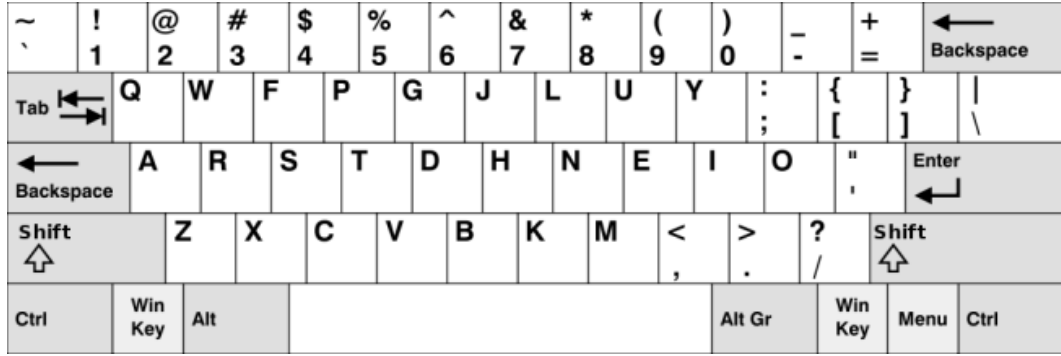 ~ ! @ # $ % ^ & * ( ) _ +
` 1 2 3 4 5 6 7 8 9 0 - = Backspace
Tab Q W F P G J L U Y : { } |
; [ ] \
A R S T D H N E I O " Enter
Backspace '
Shift Z X C V B K M < > ? Shift
, . /
Ctrl Win Key Alt Alt Gr Win Key Menu Ctrl